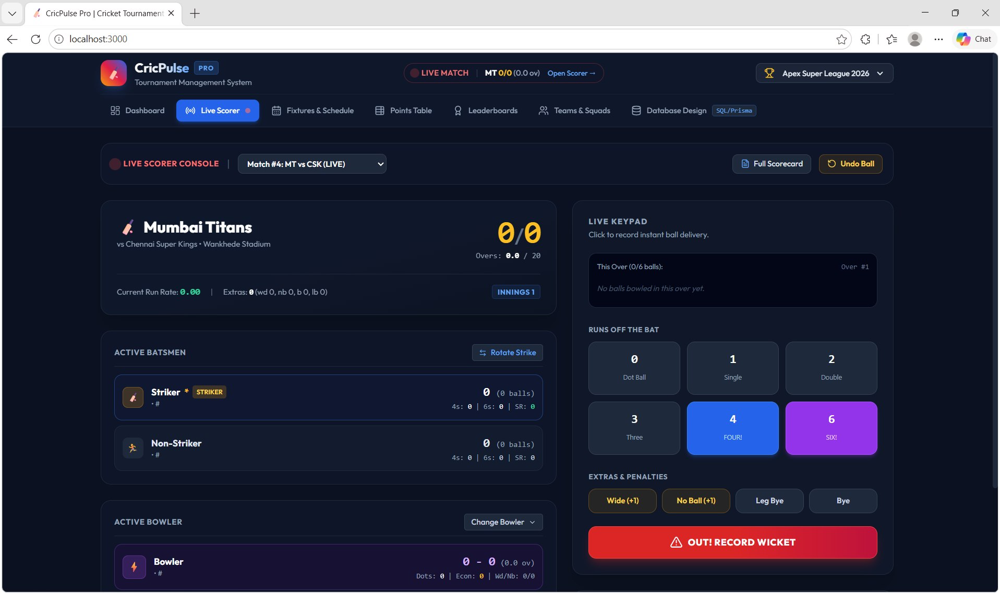 CricPulse Pro | Cricket Tournament
localhost:3000
Chat
CricPulse PRO
Tournament Management System
LIVE MATCH | MT 0/0 (0.0 ov) Open Scorer →
Apex Super League 2026
Dashboard
Live Scorer
Fixtures & Schedule
Points Table
Leaderboards
Teams & Squads
Database Design SQL/Prisma
LIVE SCORER CONSOLE |
Match #4: MT vs CSK (LIVE)
Full Scorecard
Undo Ball
Mumbai Titans
vs Chennai Super Kings • Wankhede Stadium
0/0
Overs: 0.0 / 20
Current Run Rate: 0.00 | Extras: 0 (wd 0, nb 0, b 0, lb 0)
INNINGS 1
ACTIVE BATSMEN
Rotate Strike
Striker * STRIKER
• #
0 (0 balls)
4s: 0 | 6s: 0 | SR: 0
Non-Striker
• #
0 (0 balls)
4s: 0 | 6s: 0 | SR: 0
ACTIVE BOWLER
Change Bowler
Bowler
• #
0 - 0 (0.0 ov)
Dots: 0 | Econ: 0 | Wd/Nb: 0/0
LIVE KEYPAD
Click to record instant ball delivery.
This Over (0/6 balls):
Over #1
No balls bowled in this over yet.
RUNS OFF THE BAT
0
Dot Ball
1
Single
2
Double
3
Three
4
FOUR!
6
SIX!
EXTRAS & PENALTIES
Wide (+1)
No Ball (+1)
Leg Bye
Bye
OUT! RECORD WICKET